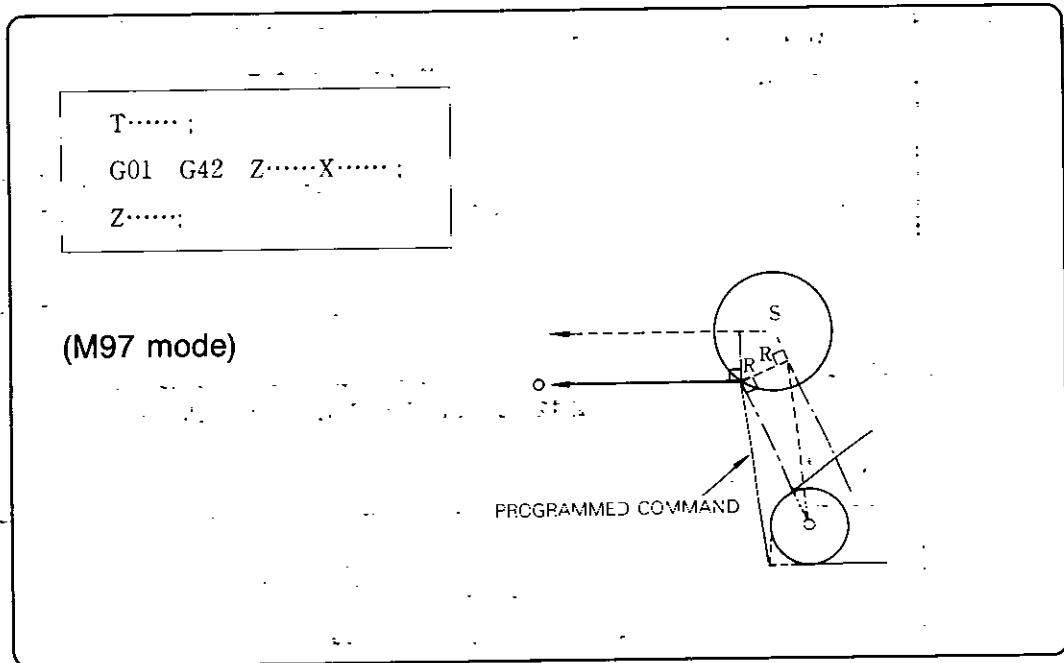 T⋯⋯ ;
G01 G42 Z⋯⋯X⋯⋯ ;
Z⋯⋯;
(M97 mode)
S
R R
PROGRAMMED COMMAND